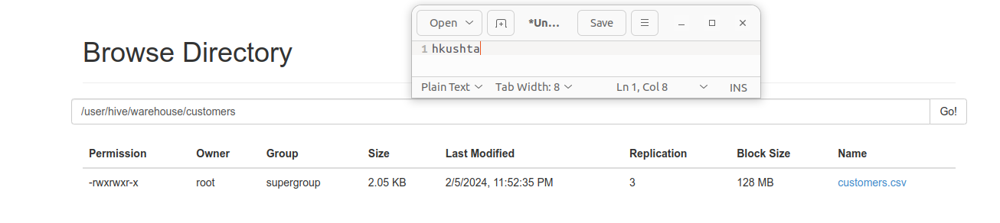 Open *Un... Save
1 hkushta
Plain Text Tab Width: 8 Ln 1, Col 8 INS
Browse Directory
/user/hive/warehouse/customers Go!
Permission Owner Group Size Last Modified Replication Block Size Name
-rwxrwxr-x root supergroup 2.05 KB 2/5/2024, 11:52:35 PM 3 128 MB customers.csv